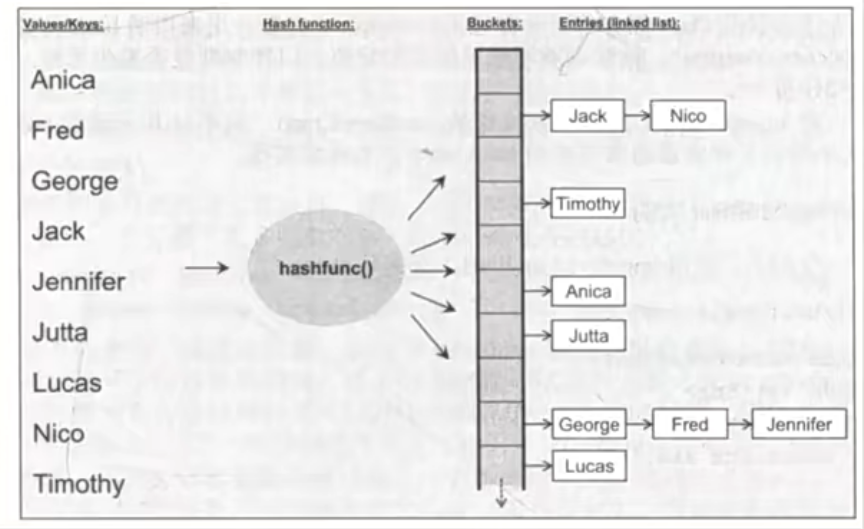 Values/Keys:
Hash function:
Buckets:
Entries (linked list):
Anica
Fred
George
Jack
Jennifer
Jutta
Lucas
Nico
Timothy
hashfunc()
Jack
Nico
Timothy
Anica
Jutta
George
Fred
Jennifer
Lucas